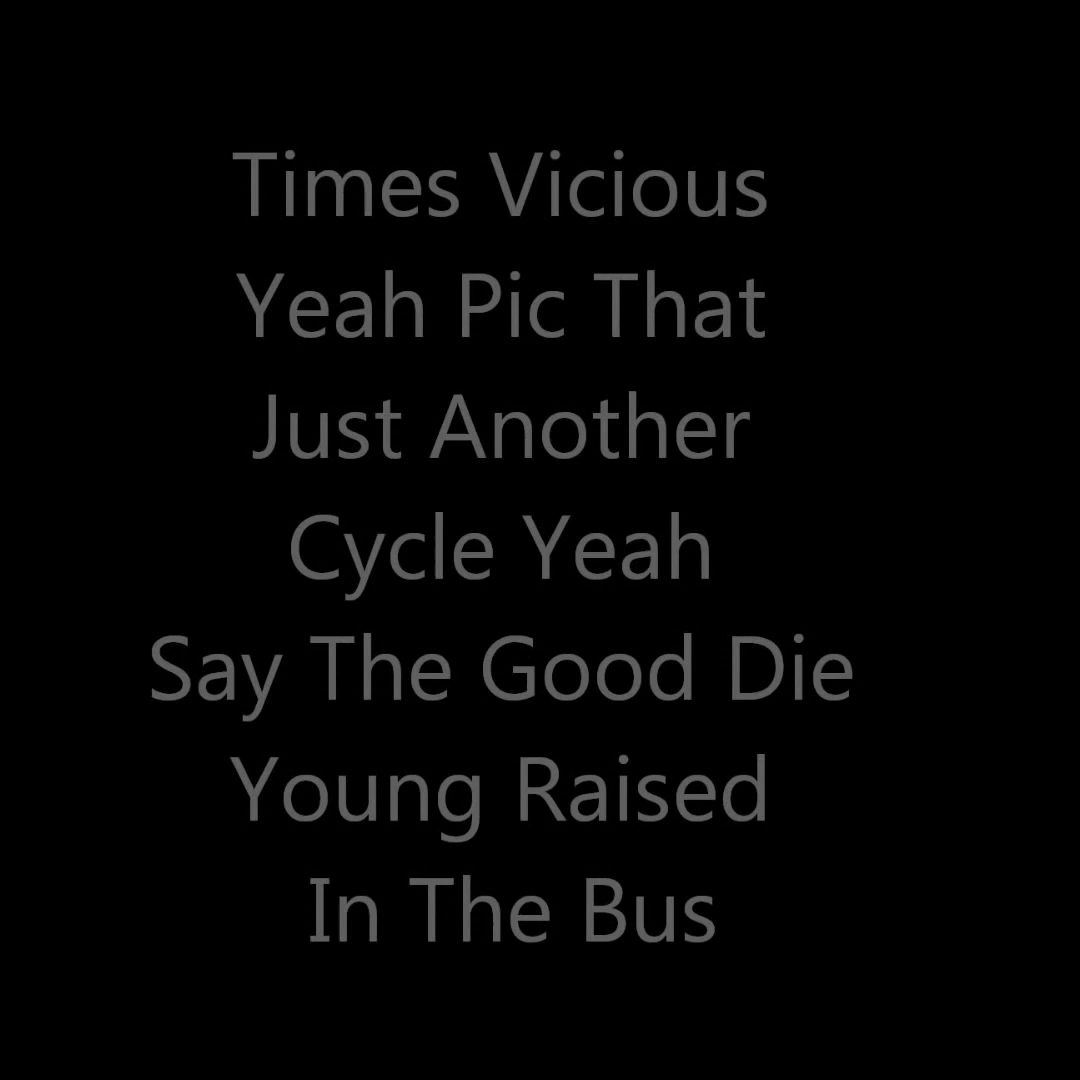 Times Vicious
Yeah Pic That
Just Another
Cycle Yeah
Say The Good Die
Young Raised
In The Bus